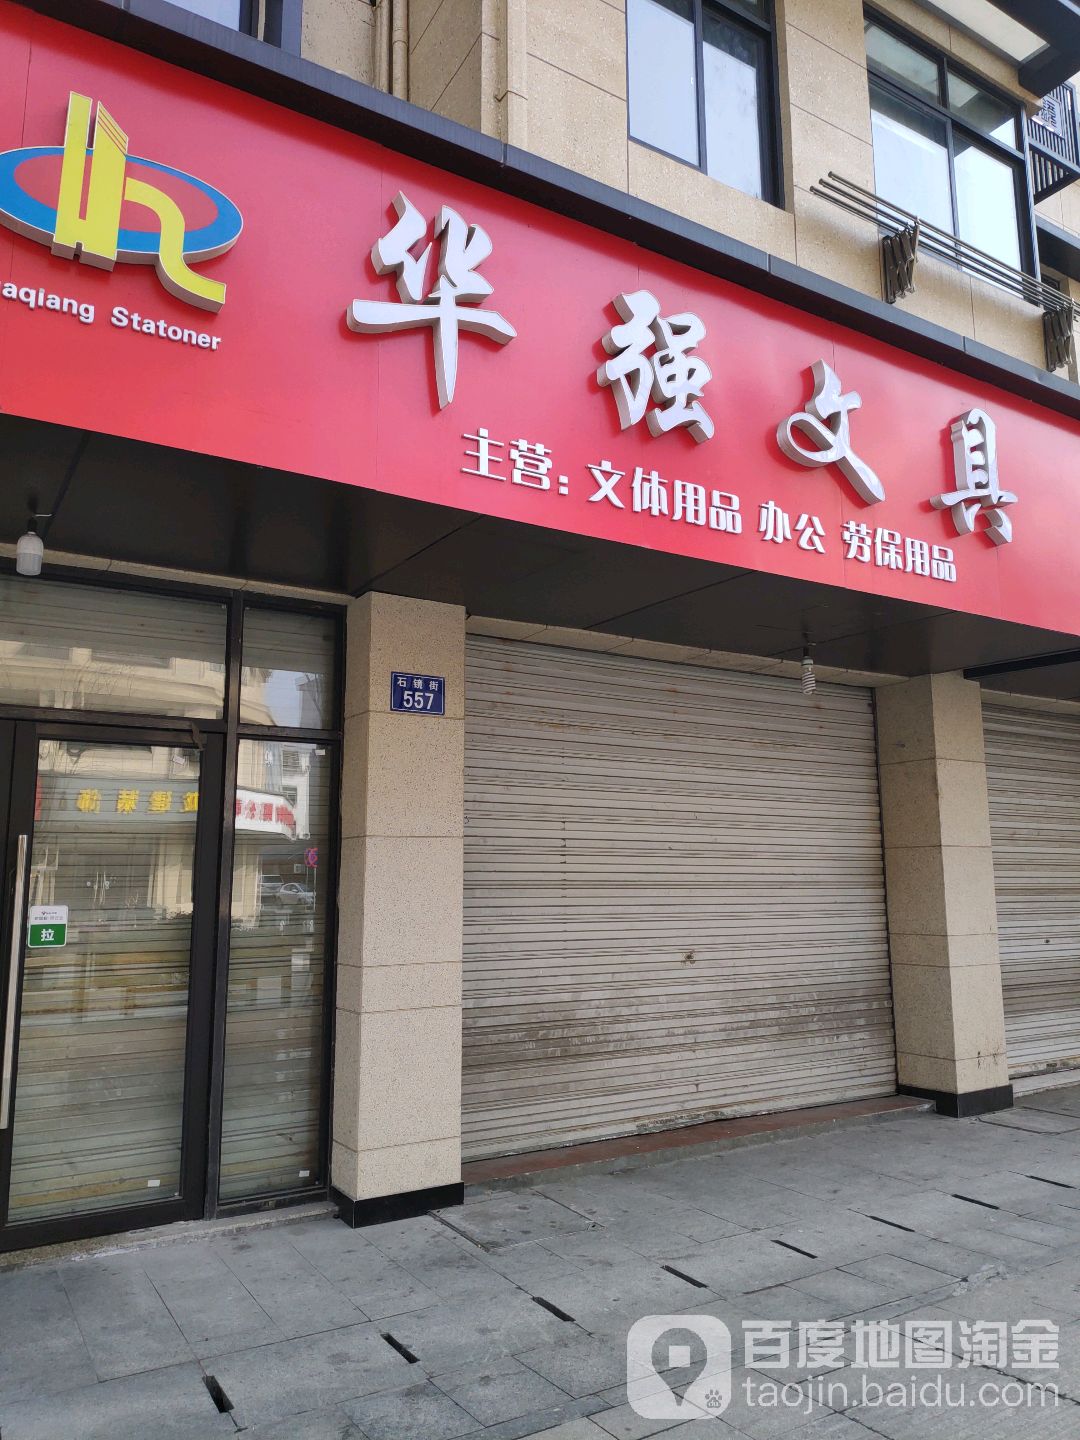 华强文具
aqiang Statoner
主营：文体用品 办公 劳保用品
石镜街
557
拉
百度地图淘金
taojin.baidu.com